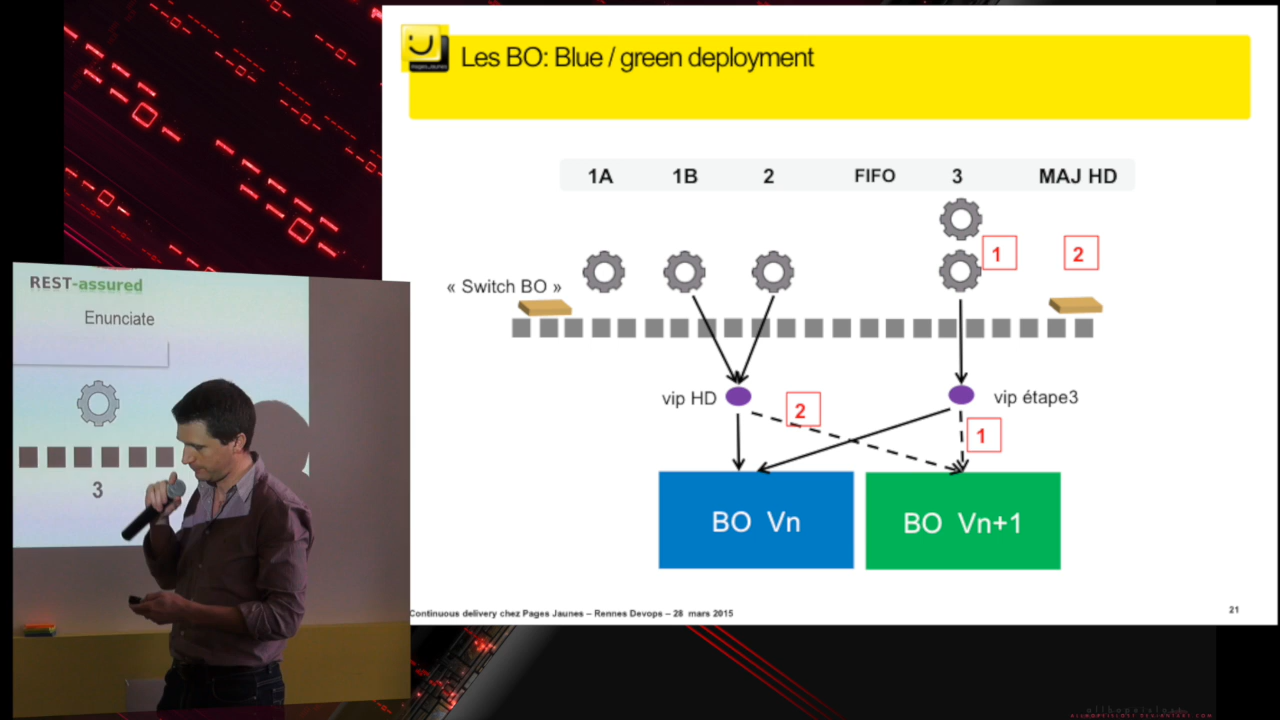 Les BO: Blue / green deployment
1A 1B 2 FIFO 3 MAJ HD
1 2
« Switch BO »
vip HD
2
vip étape3
1
BO Vn
BO Vn+1
Continuous delivery chez Pages Jaunes – Rennes Devops – 28 mars 2015
21
REST-assured
Enunciate
3